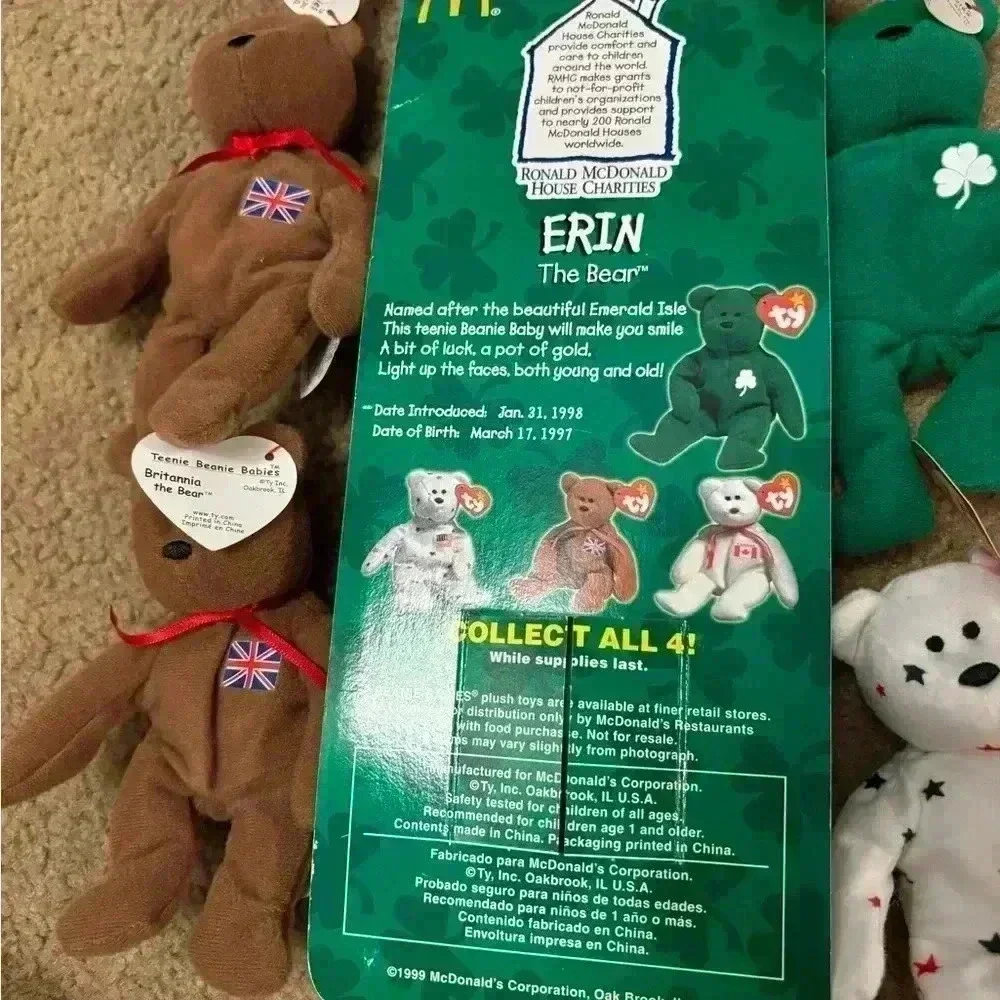 Ronald
McDonald
House Charities
provide comfort and
care to children
around the world.
RMHC makes grants
to not-for-profit
children's organizations
and provides support
to nearly 200 Ronald
McDonald Houses
worldwide.
RONALD MCDONALD
HOUSE CHARITIES
ERIN
The Bear™
Named after the beautiful Emerald Isle
This teenie Beanie Baby will make you smile
A bit of luck, a pot of gold,
Light up the faces, both young and old!
Date Introduced: Jan. 31, 1998
Date of Birth: March 17, 1997
ty
ty
ty
ty
COLLECT ALL 4!
While supplies last.
plush toys are available at finer retail stores.
distribution only by McDonald's Restaurants
with food purchase. Not for sale.
may vary slightly from photograph.
Manufactured for McDonald's Corporation.
©Ty, Inc. Oakbrook, IL U.S.A.
Safety tested for children of all ages.
Recommended for children age 1 and older.
Contents made in China. Packaging printed in China.
Fabricado para McDonald's Corporation.
©Ty, Inc. Oakbrook, IL U.S.A.
Probado seguro para niños de todas edades.
Recomendado para niños de 1 año o más.
Contenido fabricado en China.
Envoltura impresa en China.
©1999 McDonald's Corporation, Oak
Teenie Beanie Babies™
Britannia
the Bear™
©Ty Inc.
Oakbrook, IL
www.ty.com
Printed in China
Imprimé en Chine